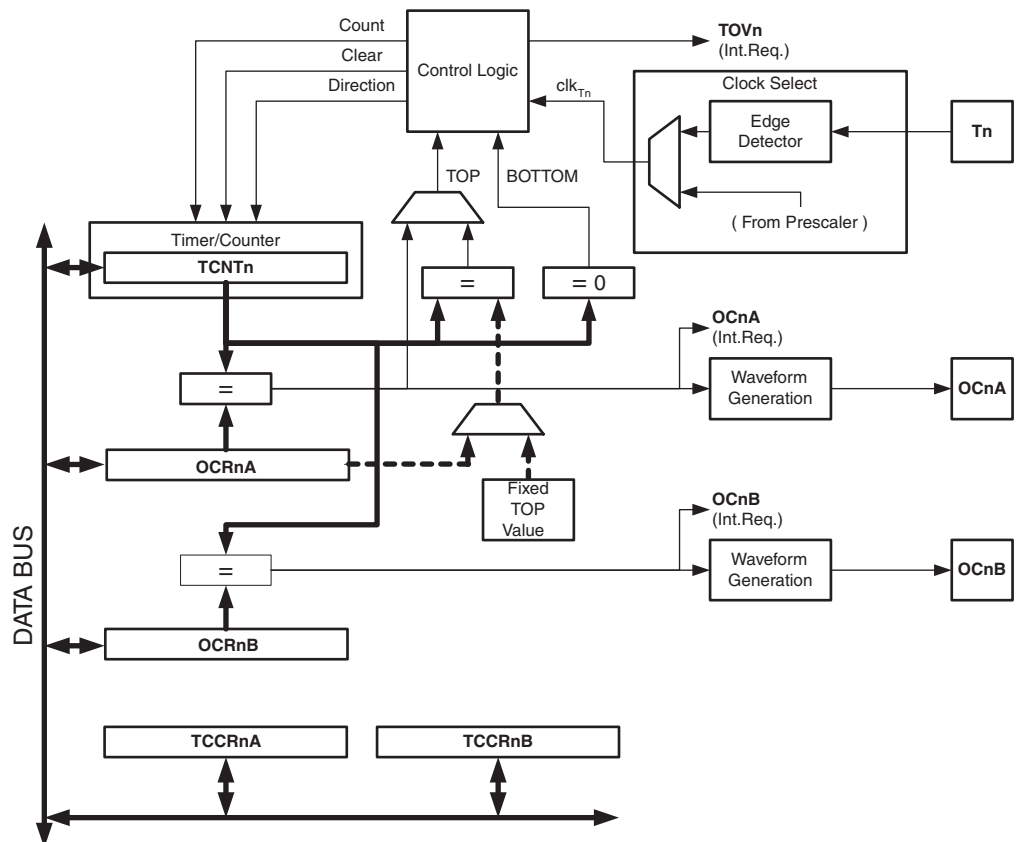 Count
Clear
Direction
Control Logic
TOVn
(Int.Req.)
clkTn
Clock Select
Edge
Detector
Tn
( From Prescaler )
TOP
BOTTOM
Timer/Counter
TCNTn
=
= 0
OCnA
(Int.Req.)
=
Waveform
Generation
OCnA
OCRnA
Fixed
TOP
Value
OCnB
(Int.Req.)
=
Waveform
Generation
OCnB
OCRnB
DATA BUS
TCCRnA
TCCRnB